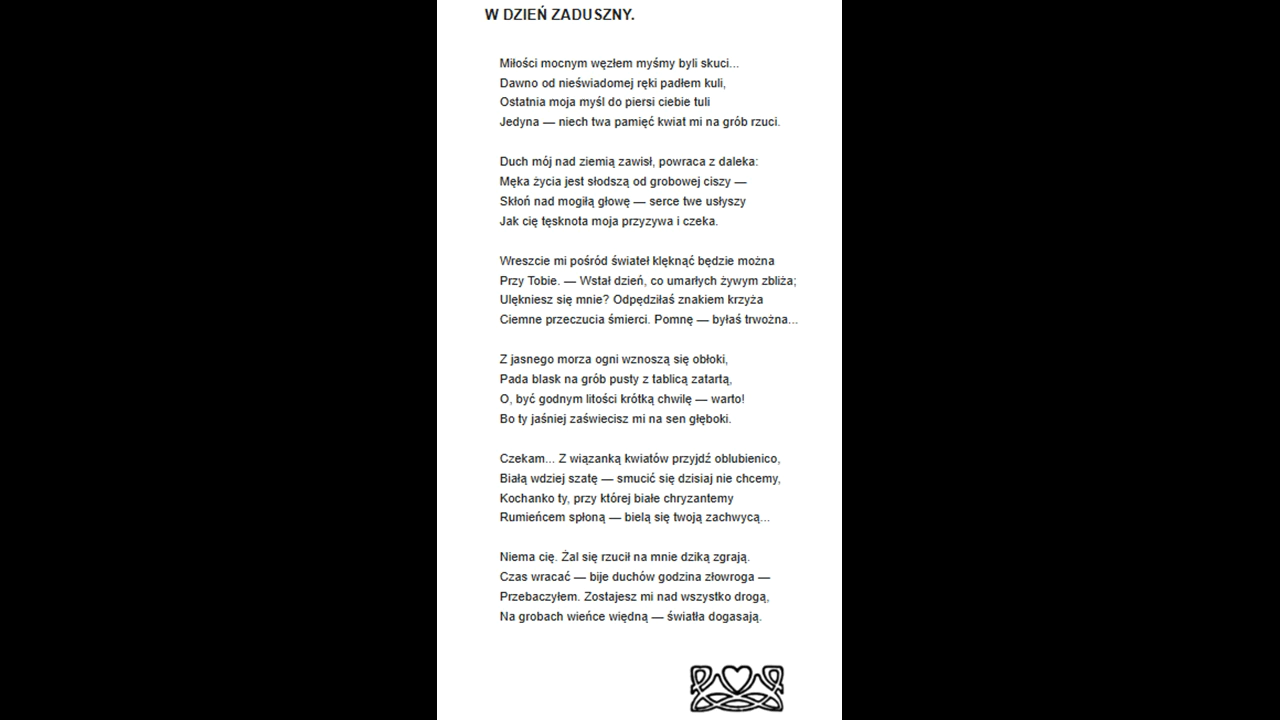 W DZIEŃ ZADUSZNY.
Miłości mocnym węzłem myśmy byli skuci...
Dawno od nieświadomej ręki padłem kuli,
Ostatnia moja myśl do piersi ciebie tuli
Jedyna — niech twa pamięć kwiat mi na grób rzuci.
Duch mój nad ziemią zawisł, powraca z daleka:
Męka życia jest słodszą od grobowej ciszy —
Skłoń nad mogiłą głowę — serce twe usłyszy
Jak cię tęsknota moja przyzywa i czeka.
Wreszcie mi pośród świateł klęknąć będzie można
Przy Tobie. — Wstał dzień, co umarłych żywym zbliża;
Ulękniesz się mnie? Odpędziłaś znakiem krzyża
Ciemne przeczucia śmierci. Pomnę — byłaś trwożna...
Z jasnego morza ogni wznoszą się obłoki,
Pada blask na grób pusty z tablicą zatartą,
O, być godnym litości krótką chwilę — warto!
Bo ty jaśniej zaświecisz mi na sen głęboki.
Czekam... Z wiązanką kwiatów przyjdź oblubienico,
Białą wdziej szatę — smucić się dzisiaj nie chcemy,
Kochanko ty, przy której białe chryzantemy
Rumieńcem spłoną — bielą się twoją zachwycą...
Niema cię. Żal się rzucił na mnie dziką zgrają.
Czas wracać — bije duchów godzina złowroga —
Przebaczyłem. Zostajesz mi nad wszystko drogą,
Na grobach wieńce więdną — światła dogasają.